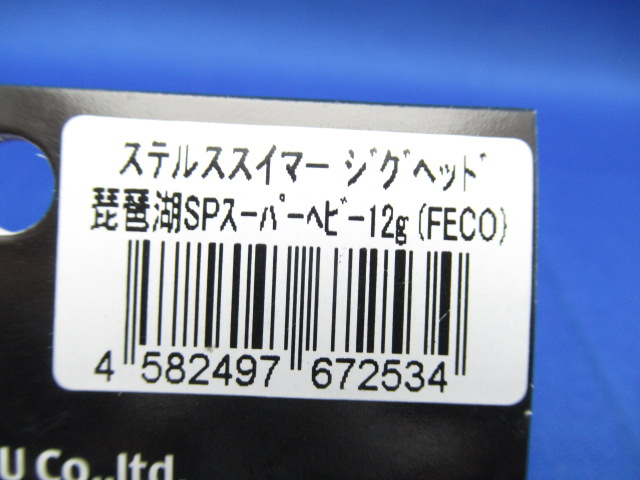 ステルススイマー ジグヘッド
琵琶湖SPスーパーヘビー12g(FECO)
4 582497 672534
U Co.,ltd.